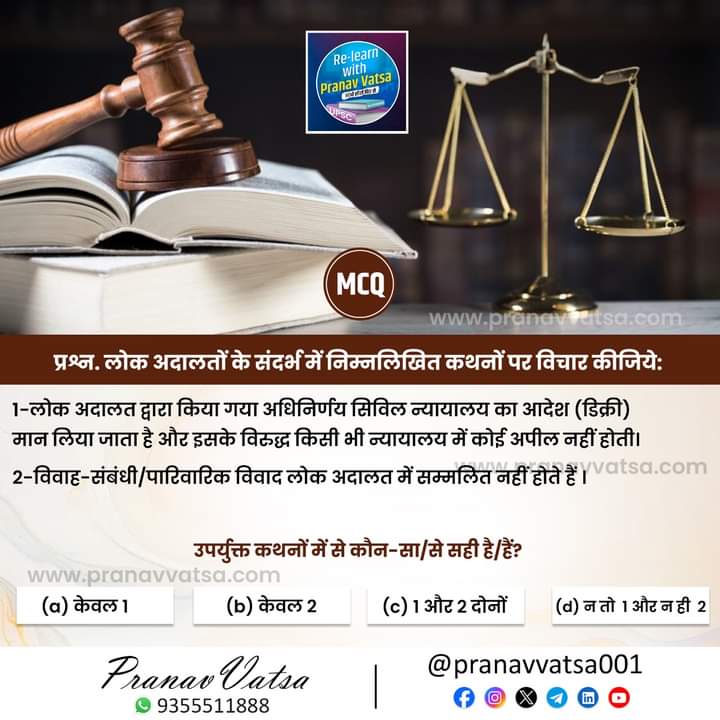 Re-learn
with
Pranav Vatsa
UPSC
MCQ
www.pranavvatsa.com
प्रश्न. लोक अदालतों के संदर्भ में निम्नलिखित कथनों पर विचार कीजिये:
1-लोक अदालत द्वारा किया गया अधिनिर्णय सिविल न्यायालय का आदेश (डिक्री)
मान लिया जाता है और इसके विरुद्ध किसी भी न्यायालय में कोई अपील नहीं होती।
www.pranavvatsa.com
2-विवाह-संबंधी/पारिवारिक विवाद लोक अदालत में सम्मलित नहीं होते हैं ।
उपर्युक्त कथनों में से कौन-सा/से सही है/हैं?
www.pranavvatsa.com
(a) केवल 1 (b) केवल 2 (c) 1 और 2 दोनों (d) न तो 1 और न ही 2
Pranav Vatsa | @pranavvatsa001
9355511888